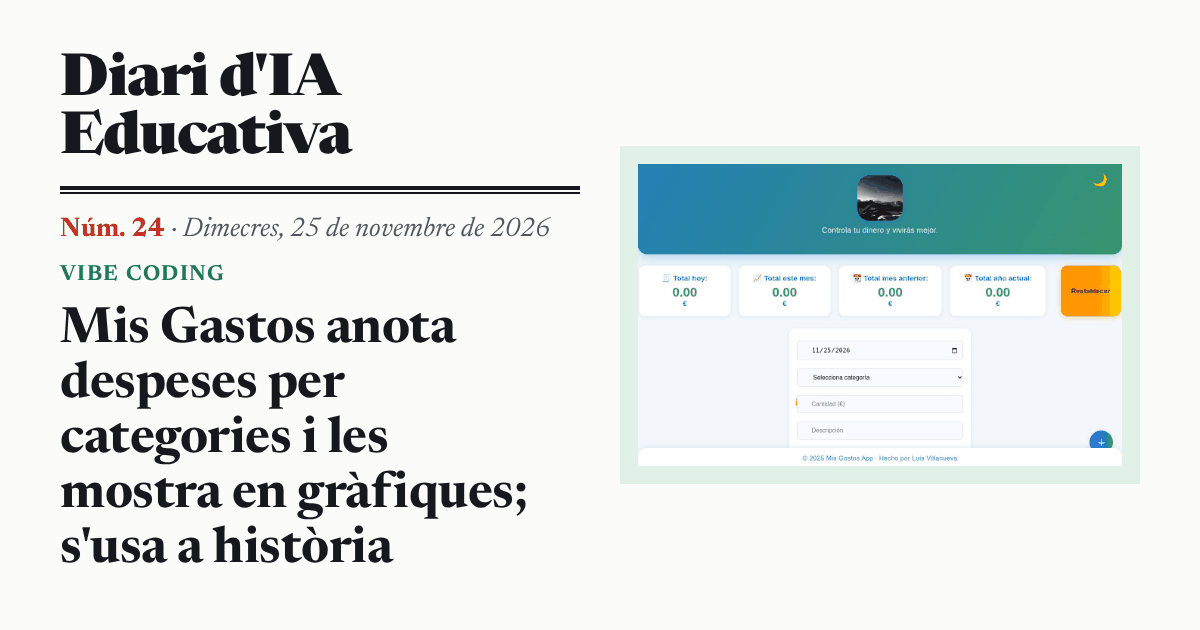 Diari d'IA
Educativa
Núm. 24 · Dimecres, 25 de novembre de 2026
VIBE CODING
Mis Gastos anota
despeses per
categories i les
mostra en gràfiques;
s'usa a història
Controla tu dinero y vivirás mejor.
Total hoy:
0.00
€
Total este mes:
0.00
€
Total mes anterior:
0.00
€
Total año actual:
0.00
€
Restablecer
11/25/2026
Selecciona categoría
Cantidad (€)
Descripción
+
© 2025 Mis Gastos App · Hecho por Luis Villanueva